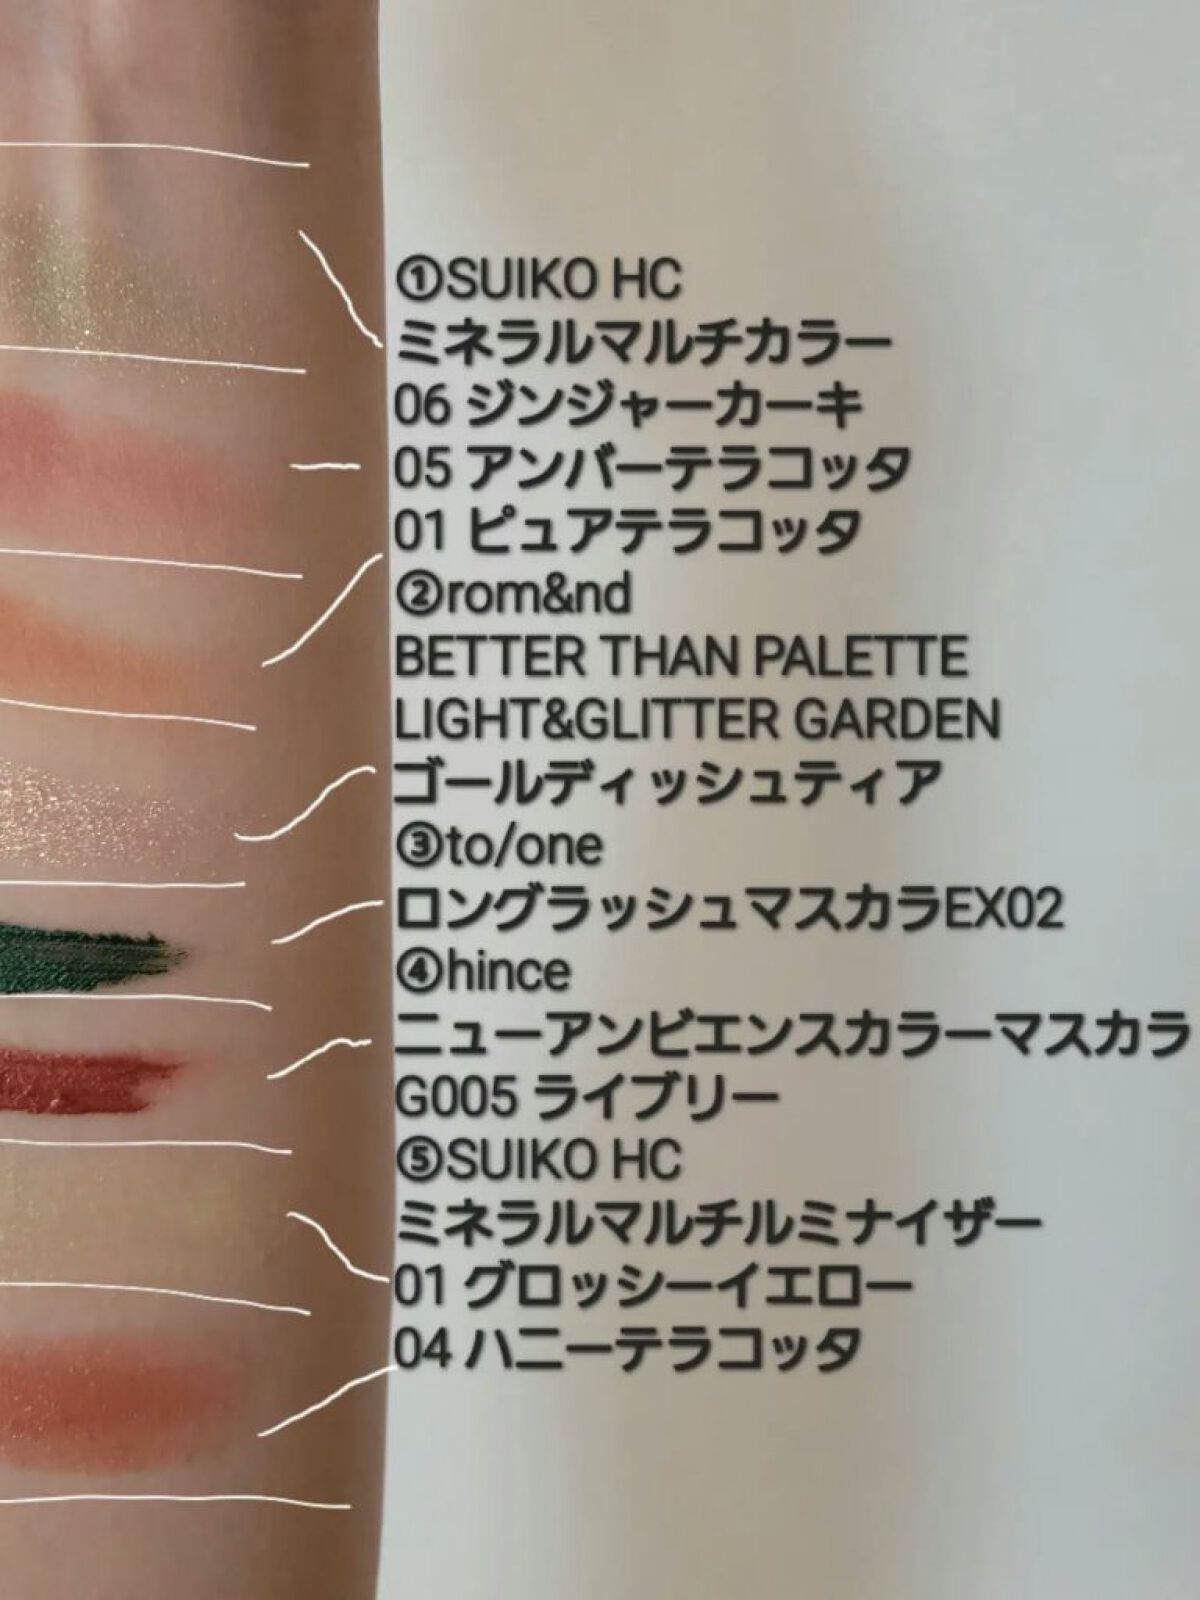 ①SUIKO HC
ミネラルマルチカラー
06 ジンジャーカーキ
05 アンバーテラコッタ
01 ピュアテラコッタ
②rom&nd
BETTER THAN PALETTE
LIGHT&GLITTER GARDEN
ゴールディッシュティア
③to/one
ロングラッシュマスカラEX02
④hince
ニューアンビエンスカラーマスカラ
G005 ライブリー
⑤SUIKO HC
ミネラルマルチルミナイザー
01 グロッシーイエロー
04 ハニーテラコッタ